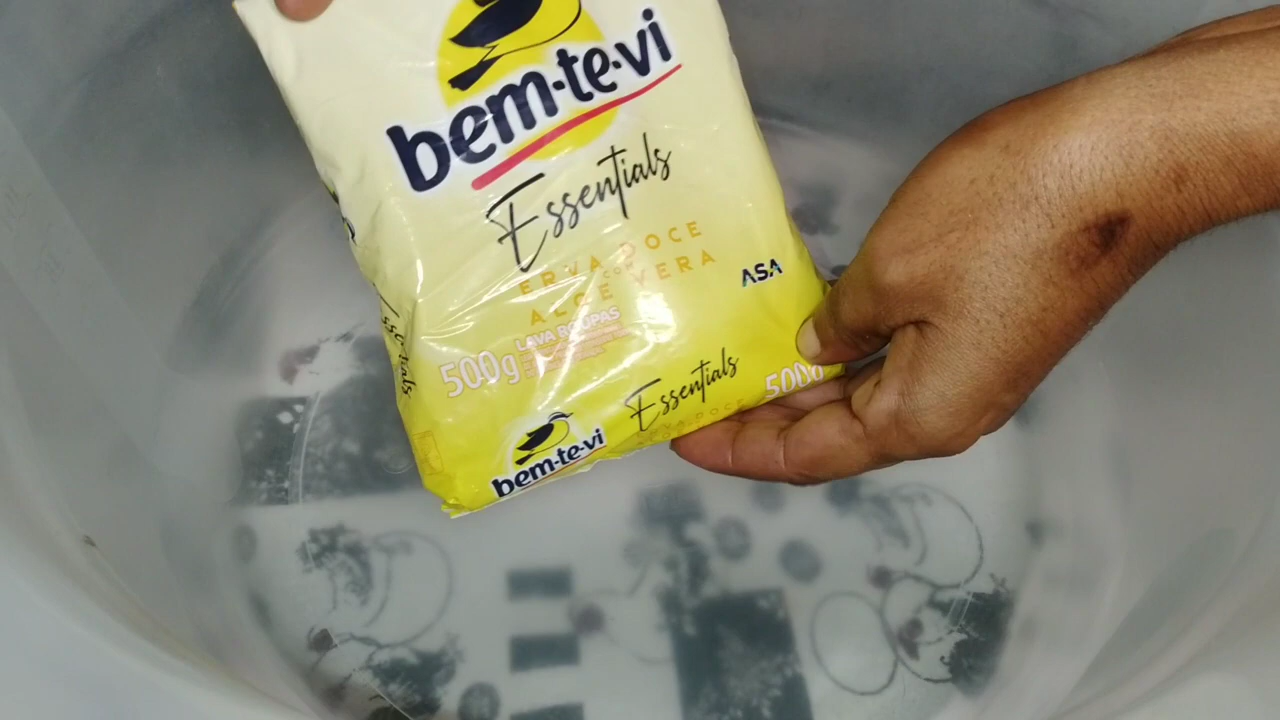 bem·te·vi
Essentials
ERVA DOCE
COM
ALOE VERA
ASA
LAVA ROUPAS
500g
Essentials
500g
bem·te·vi